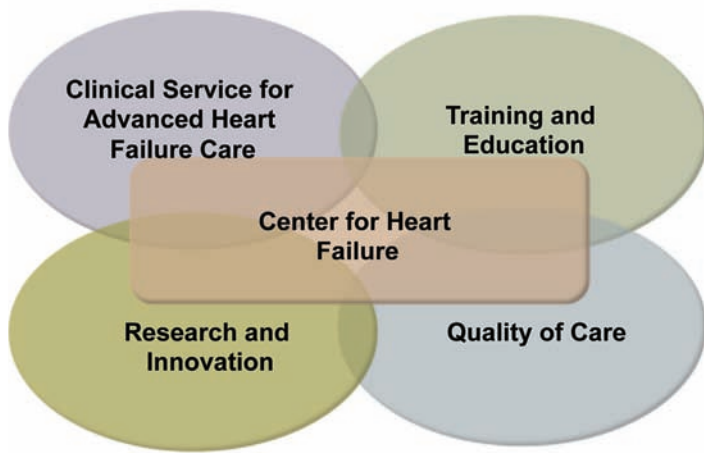 Clinical Service for
Advanced Heart
Failure Care
Training and
Education
Center for Heart
Failure
Research and
Innovation
Quality of Care